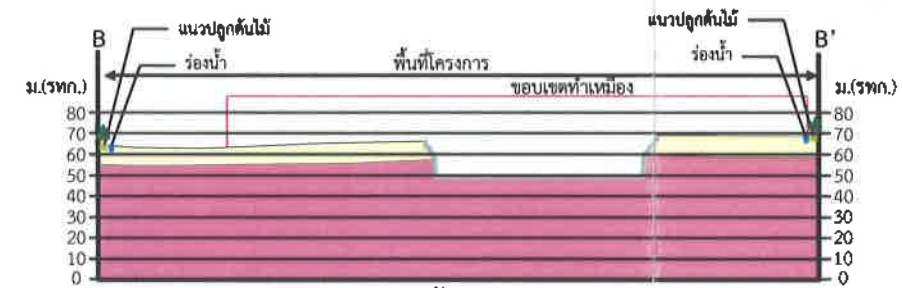 แนวปลูกต้นไม้ แนวปลูกต้นไม้
B B'
ร่องน้ำ พื้นที่โครงการ ร่องน้ำ
ม.(รทก.) ขอบเขตทำเหมือง ม.(รทก.)
80 80
70 70
60 60
50 50
40 40
30 30
20 20
10 10
0 0